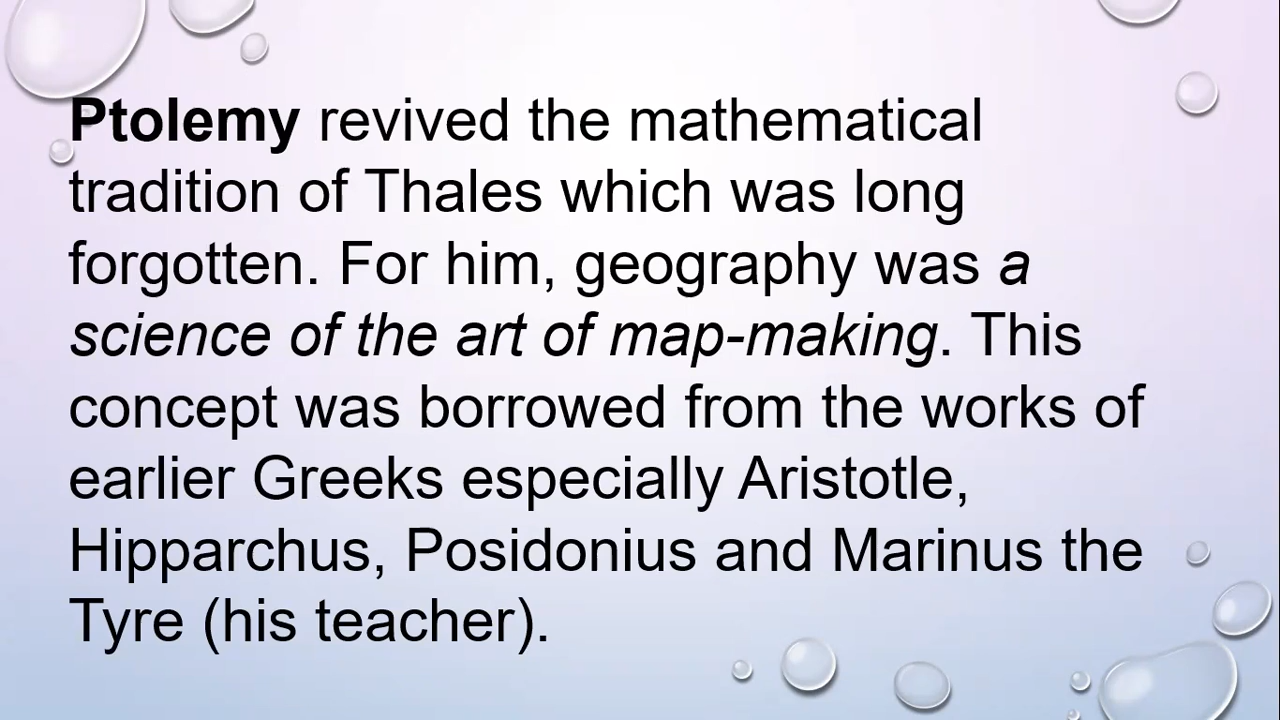 Ptolemy revived the mathematical
tradition of Thales which was long
forgotten. For him, geography was a
science of the art of map-making. This
concept was borrowed from the works of
earlier Greeks especially Aristotle,
Hipparchus, Posidonius and Marinus the
Tyre (his teacher).